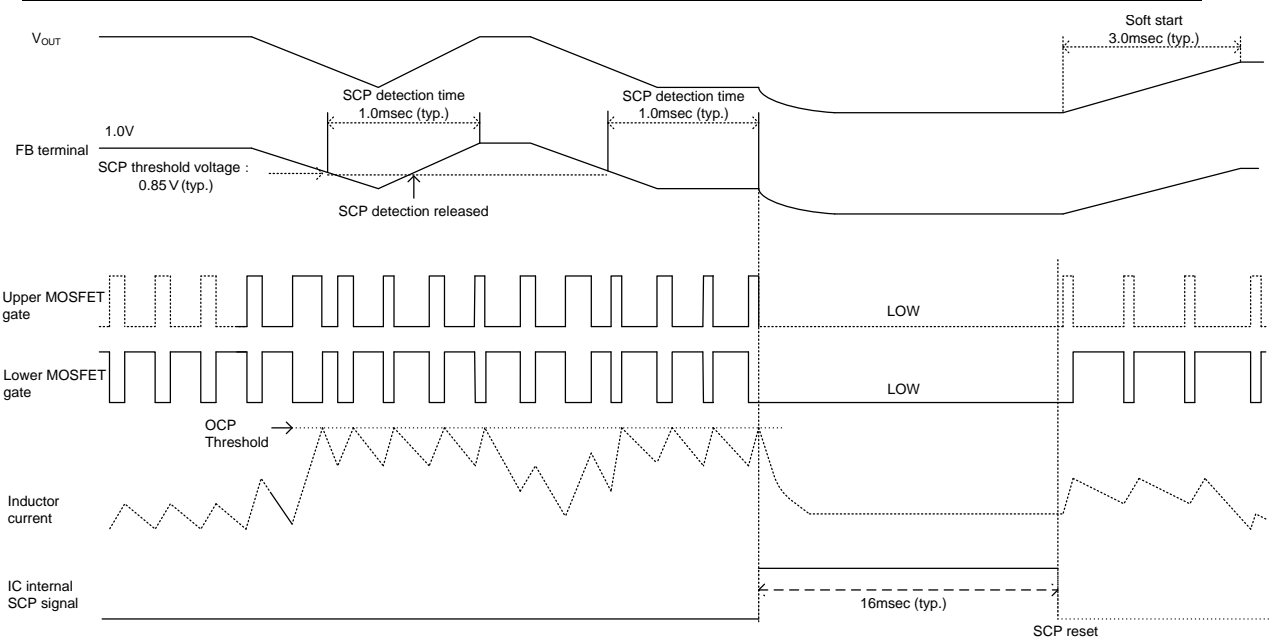 Soft start
3.0msec (typ.)
VOUT
SCP detection time
1.0msec (typ.)
SCP detection time
1.0msec (typ.)
1.0V
FB terminal
SCP threshold voltage :
0.85V (typ.)
SCP detection released
Upper MOSFET
gate
LOW
Lower MOSFET
gate
LOW
OCP
Threshold
Inductor
current
IC internal
SCP signal
16msec (typ.)
SCP reset